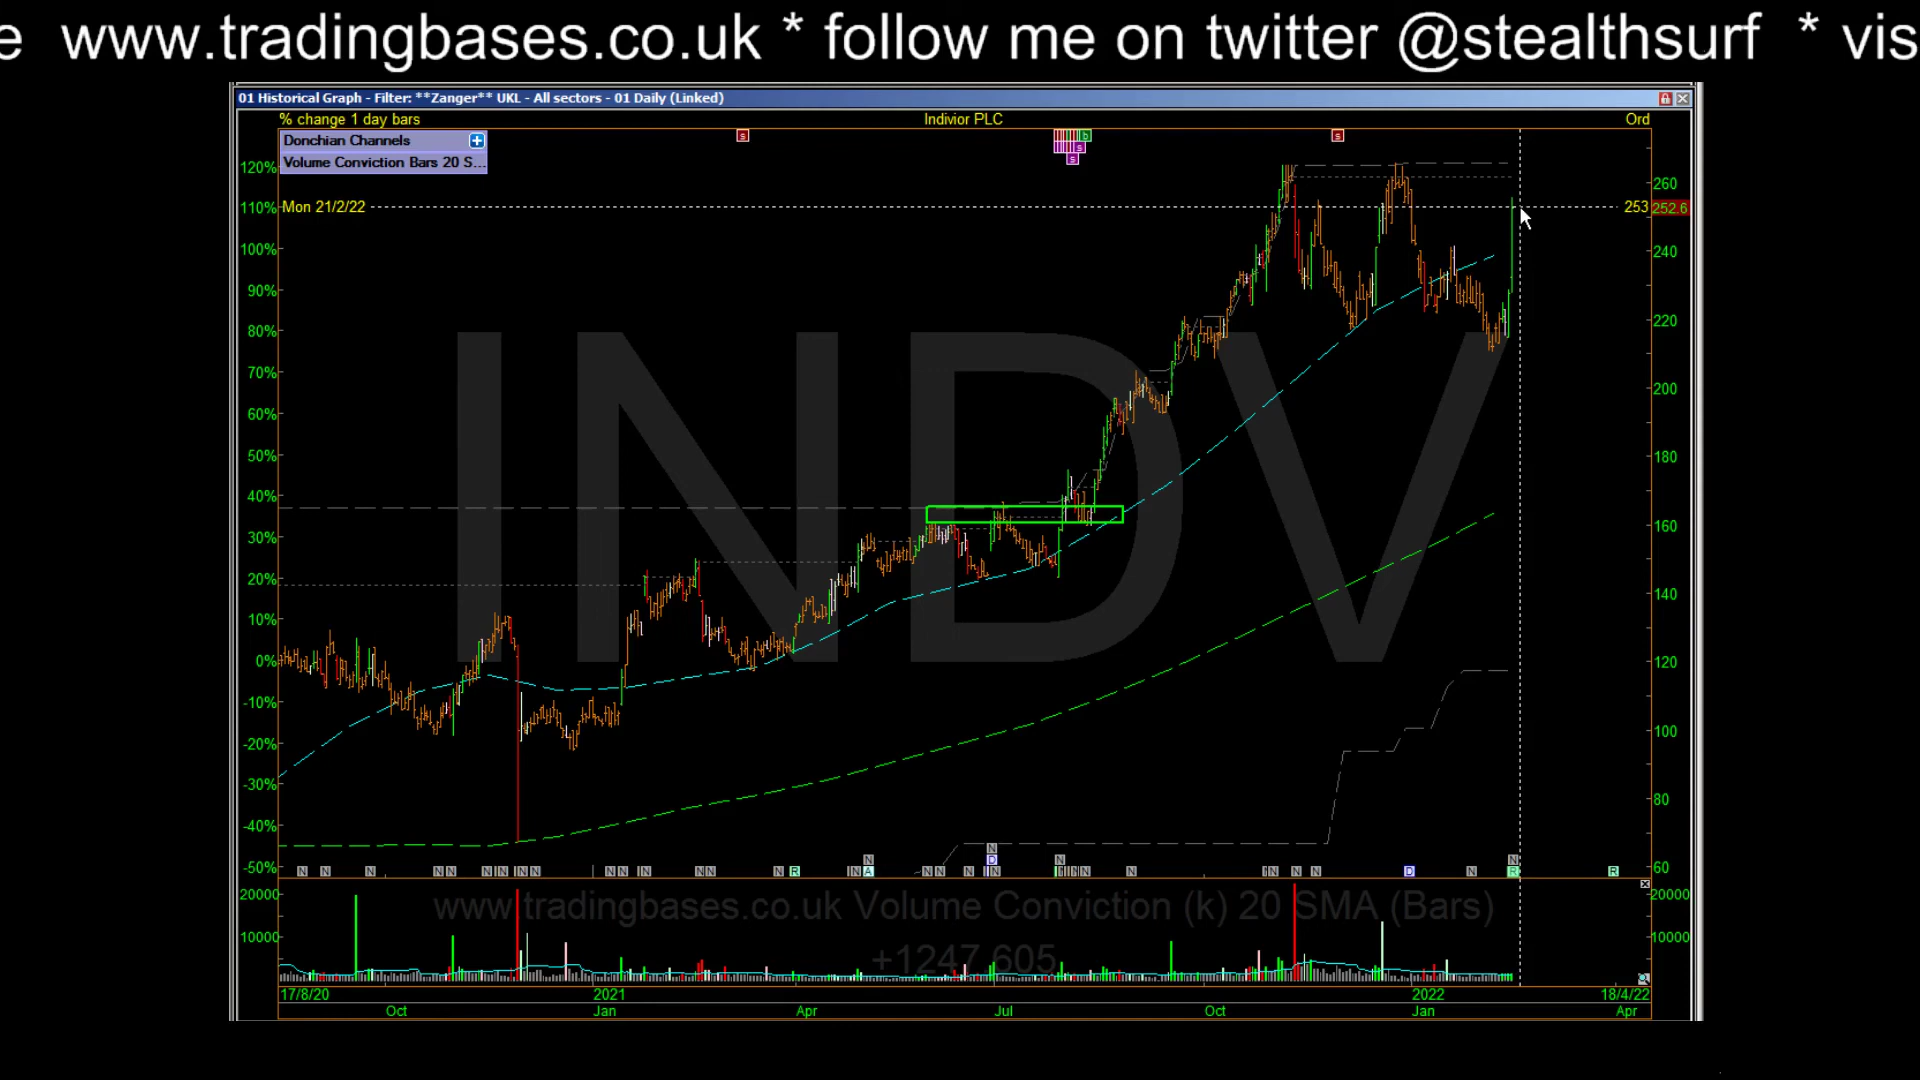 e www.tradingbases.co.uk * follow me on twitter @stealthsurf * vis
01 Historical Graph - Filter: **Zanger** UKL - All sectors - 01 Daily (Linked)
% change 1 day bars Indivior PLC Ord
Donchian Channels
Volume Conviction Bars 20 S...
s b s
s
s
120%
260
110% Mon 21/2/22 253 252.6
100% 240
90%
80% 220
70%
200
60%
50% 180
40%
160
30%
20% 140
10%
0% 120
-10%
100
-20%
-30%
80
-40%
-50% 60
INDV
20000 www.tradingbases.co.uk Volume Conviction (k) 20 SMA (Bars) 20000
10000 10000
+1247.605
17/8/20 2021 2022 18/4/22
Oct Jan Apr Jul Oct Jan Apr